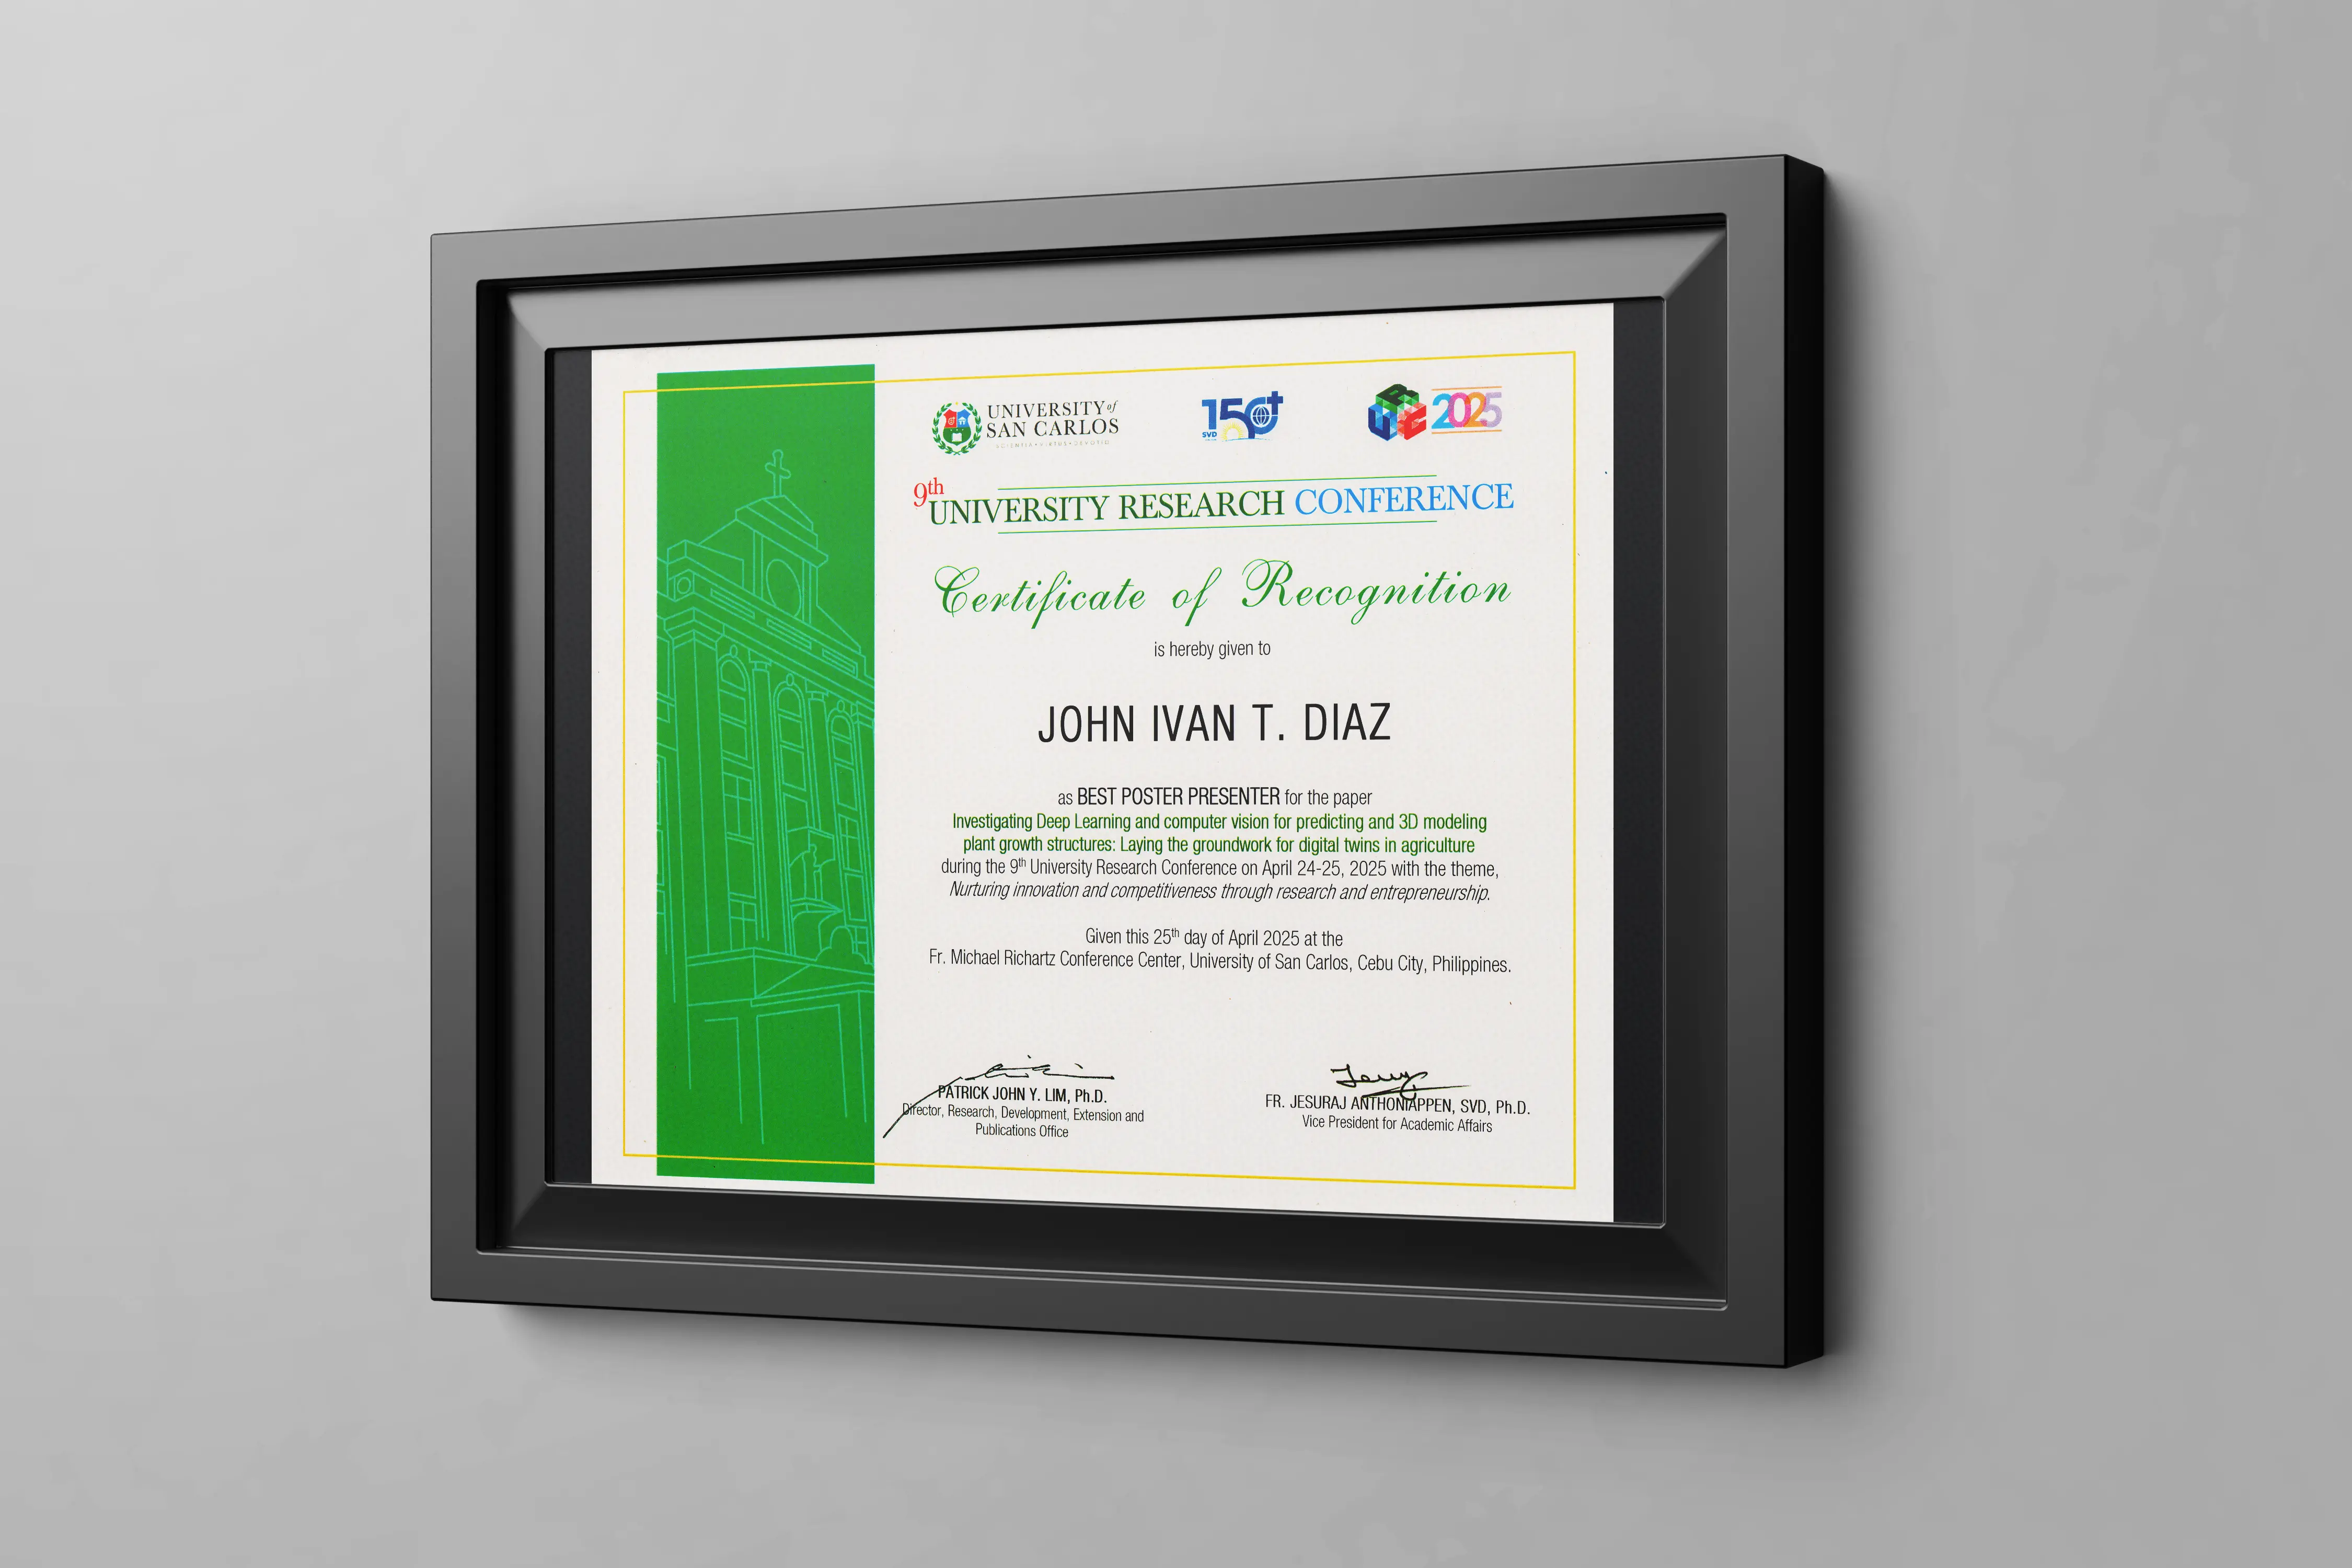 UNIVERSITY of
SAN CARLOS
SCIENTIA • VIRTUS • DEVOTIO
150
SVD
URC 2025
9th
UNIVERSITY RESEARCH CONFERENCE
Certificate of Recognition
is hereby given to
JOHN IVAN T. DIAZ
as BEST POSTER PRESENTER for the paper
Investigating Deep Learning and computer vision for predicting and 3D modeling
plant growth structures: Laying the groundwork for digital twins in agriculture
during the 9th University Research Conference on April 24-25, 2025 with the theme,
Nurturing innovation and competitiveness through research and entrepreneurship.
Given this 25th day of April 2025 at the
Fr. Michael Richartz Conference Center, University of San Carlos, Cebu City, Philippines.
PATRICK JOHN Y. LIM, Ph.D.
Director, Research, Development, Extension and
Publications Office
FR. JESURAJ ANTHONIAPPEN, SVD, Ph.D.
Vice President for Academic Affairs